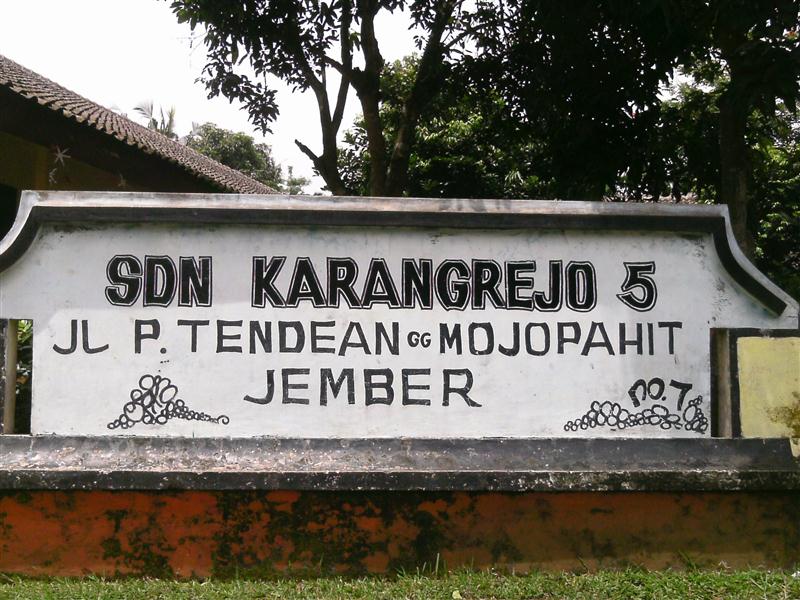 SDN KARANGREJO 5
JL P. TENDEAN GG MOJOPAHIT
JEMBER
no. 7